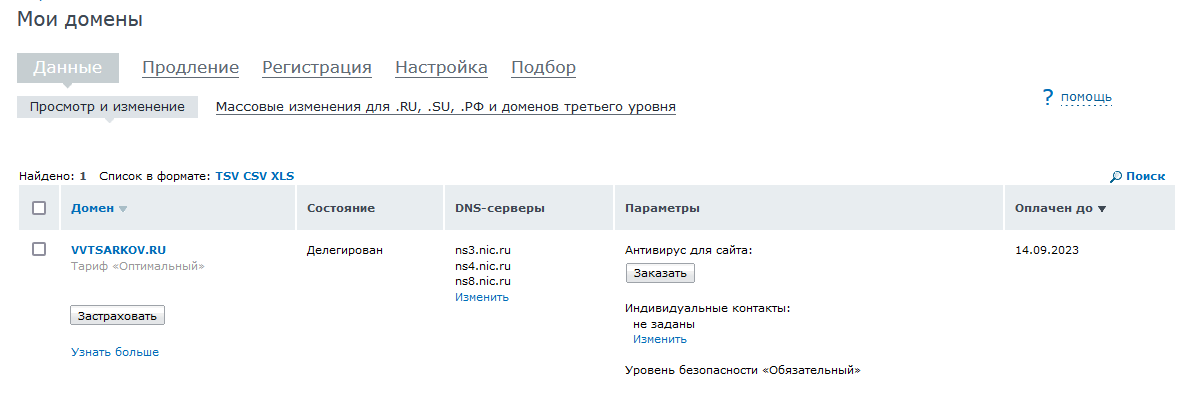 Мои домены
Данные Продление Регистрация Настройка Подбор
Просмотр и изменение Массовые изменения для .RU, .SU, .РФ и доменов третьего уровня
? помощь
Найдено: 1 Список в формате: TSV CSV XLS
Поиск
Домен Состояние DNS-серверы Параметры Оплачен до
VVTSARKOV.RU Делегирован ns3.nic.ru Антивирус для сайта: 14.09.2023
Тариф «Оптимальный» ns4.nic.ru
Заказать
ns8.nic.ru
Изменить
Застраховать Индивидуальные контакты:
не заданы
Изменить
Узнать больше
Уровень безопасности «Обязательный»